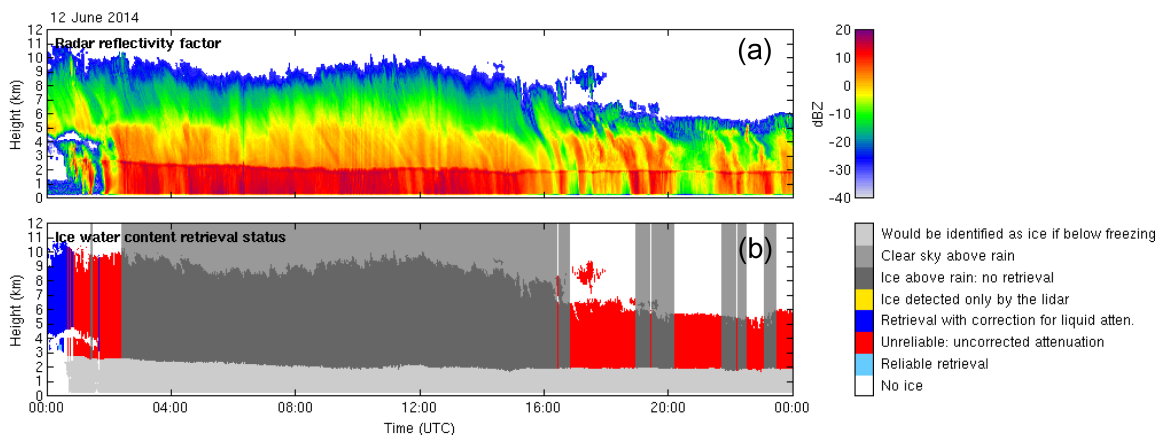 12 June 2014
Radar reflectivity factor
(a)
12
11
10
9
8
7
6
5
4
3
2
1
0
Height (km)
20
10
0
-10
-20
-30
-40
dBZ
Ice water content retrieval status
(b)
12
11
10
9
8
7
6
5
4
3
2
1
0
Height (km)
00:00 04:00 08:00 12:00 16:00 20:00 00:00
Time (UTC)
Would be identified as ice if below freezing
Clear sky above rain
Ice above rain: no retrieval
Ice detected only by the lidar
Retrieval with correction for liquid atten.
Unreliable: uncorrected attenuation
Reliable retrieval
No ice